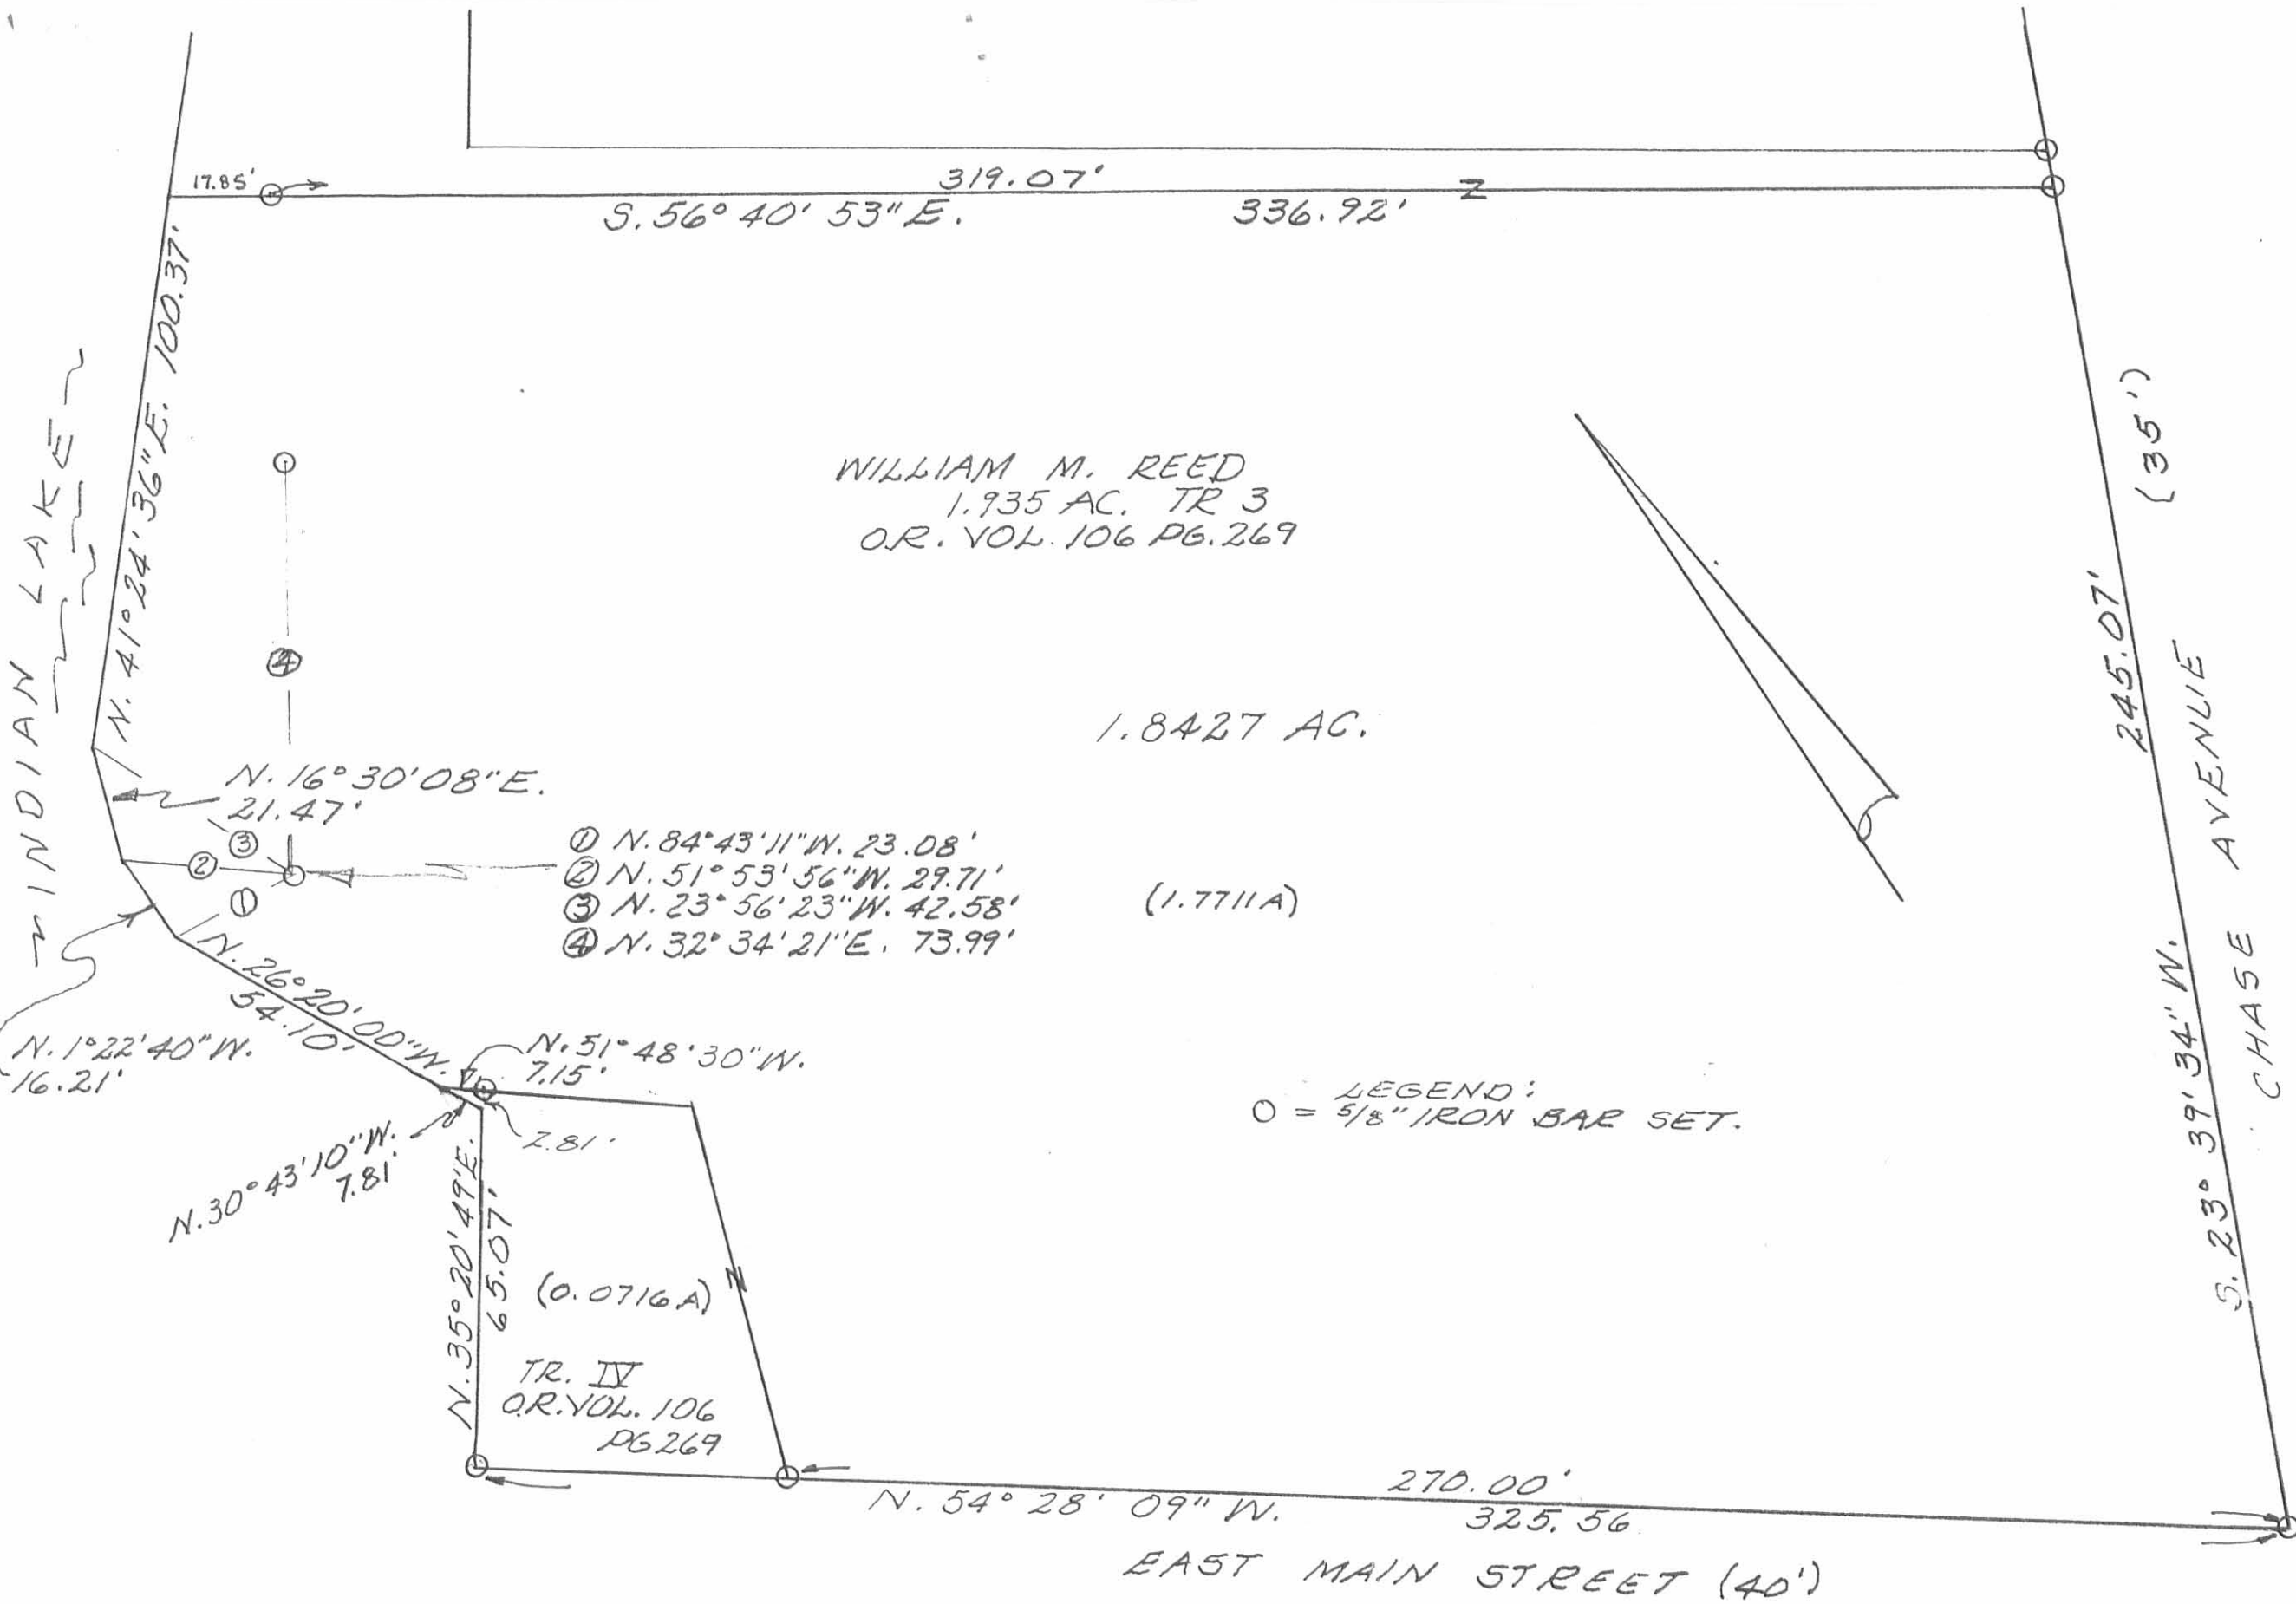 17.85'
319.07'
S. 56° 40' 53" E.
336.92'
N. 41° 24' 36" E. 100.37'
INDIAN LAKE
WILLIAM M. REED
1.935 AC. TR 3
O.R. VOL. 106 PG. 269
(35')
245.07'
S. 23° 39' 34" W.
CHASE AVENUE
1.8427 AC.
N. 16° 30' 08" E.
21.47'
④
③
②
①
① N. 84° 43' 11" W. 23.08'
② N. 51° 53' 56" W. 29.71'
③ N. 23° 56' 23" W. 42.58'
④ N. 32° 34' 21" E. 73.99'
(1.7711A)
N. 26° 20' 00" W.
54.10'
N. 1° 22' 40" W.
16.21'
N. 51° 48' 30" W.
7.15'
2.81'
N. 30° 43' 10" W.
7.81'
LEGEND:
O = 5/8" IRON BAR SET.
N. 35° 20' 49" E.
65.07'
(0.0716 A)
TR. IV
O.R. VOL. 106
PG 269
270.00'
N. 54° 28' 09" W.
325.56
EAST MAIN STREET (40')